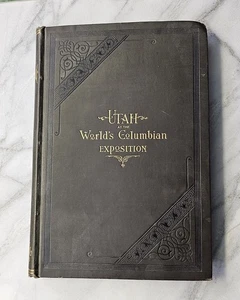 UTAH
AT THE
World's Columbian
EXPOSITION